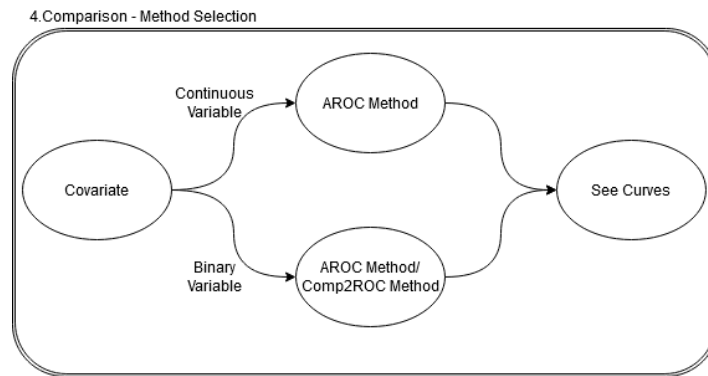 4.Comparison - Method Selection
Continuous
Variable
AROC Method
Covariate
See Curves
Binary
Variable
AROC Method/
Comp2ROC Method